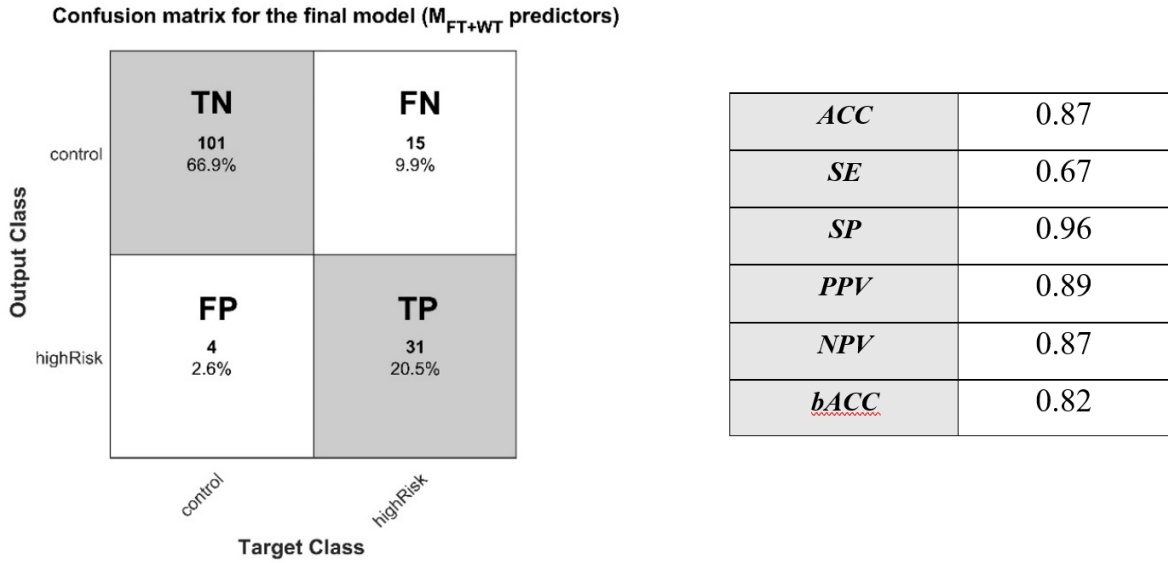 Confusion matrix for the final model (M_FT+WT predictors)
TN
101
66.9%
FN
15
9.9%
FP
4
2.6%
TP
31
20.5%
control
highRisk
Output Class
control
highRisk
Target Class
ACC 0.87
SE 0.67
SP 0.96
PPV 0.89
NPV 0.87
bACC 0.82